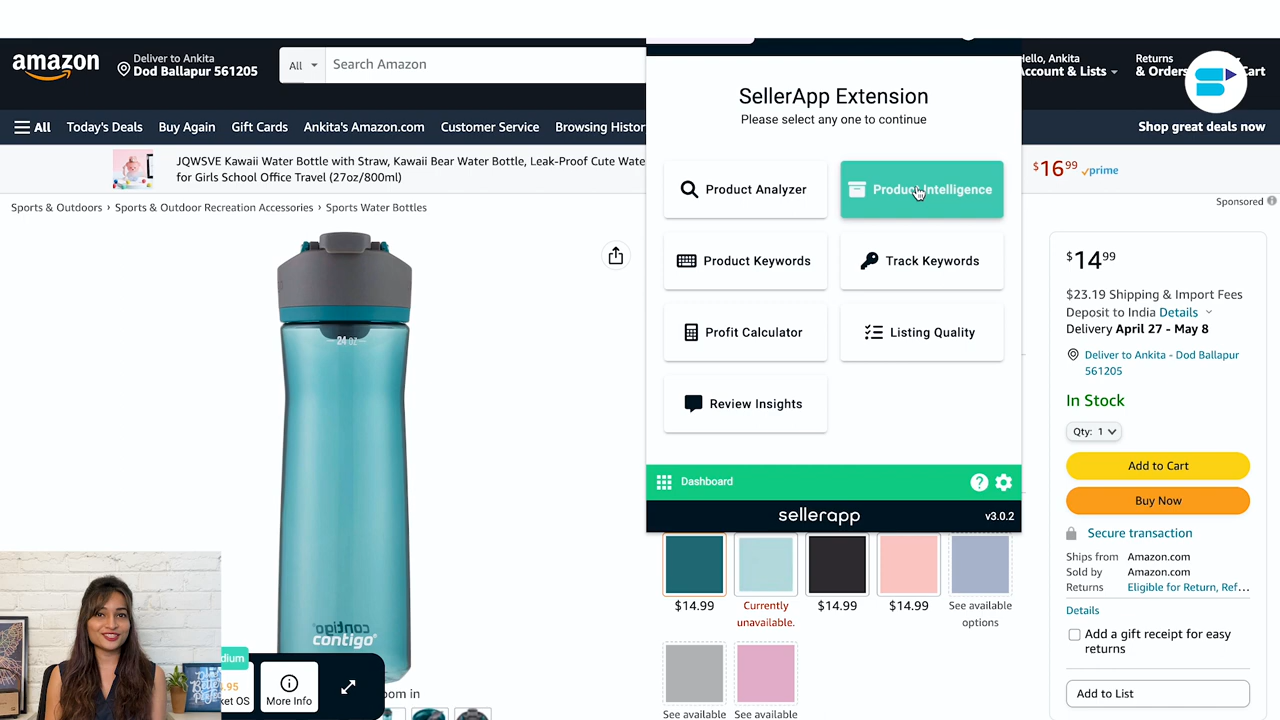 amazon
Deliver to Ankita
Dod Ballapur 561205
All
Search Amazon
Hello, Ankita
Account & Lists
Returns
& Orders
Cart
All
Today's Deals
Buy Again
Gift Cards
Ankita's Amazon.com
Customer Service
Browsing Histor
Shop great deals now
JQWSVE Kawaii Water Bottle with Straw, Kawaii Bear Water Bottle, Leak-Proof Cute Wate
for Girls School Office Travel (27oz/800ml)
$16.99
prime
Sponsored
Sports & Outdoors › Sports & Outdoor Recreation Accessories › Sports Water Bottles
SellerApp Extension
Please select any one to continue
Product Analyzer
Product Intelligence
Product Keywords
Track Keywords
Profit Calculator
Listing Quality
Review Insights
Dashboard
sellerapp
v3.0.2
24 oz
contigo
$14.99
$23.19 Shipping & Import Fees
Deposit to India Details
Delivery April 27 - May 8
Deliver to Ankita - Dod Ballapur
561205
In Stock
Qty: 1
Add to Cart
Buy Now
Secure transaction
Ships from Amazon.com
Sold by Amazon.com
Returns Eligible for Return, Ref…
Details
Add a gift receipt for easy
returns
Add to List
$14.99
Currently
unavailable.
$14.99
$14.99
See available
options
See available
See available
dium
.95
ket OS
More Info
oom in